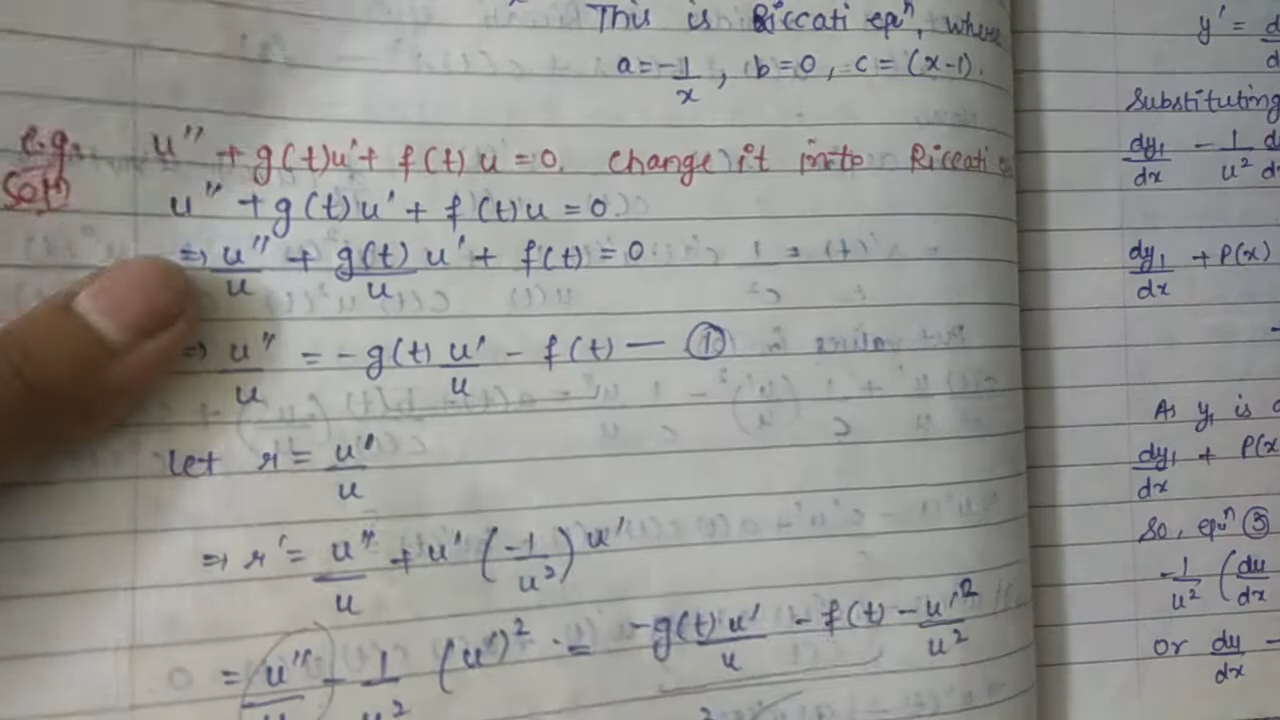 This is Riccati epuⁿ, where
a = -1/x, b = 0, c = (x-1).
e.g. u'' + g(t)u' + f(t) u = 0. Change it into Riccati
Solⁿ u'' + g(t)u' + f(t)u = 0.
⇒ u''/u + g(t)/u u' + f(t) = 0
⇒ u''/u = -g(t) u'/u - f(t) — ①
Let r = u''/u
⇒ r' = u''/u + u' (-1/u²) u'
= u''/u - 1/u² (u')² = -g(t) u'/u - f(t) - u'²/u²
y' =
Substituting
dy₁/dx - 1/u²
dy₁/dx + P(x)
As y₁ is
dy₁/dx +
So, epuⁿ ③
-1/u² (du/dx
or dy/dx -